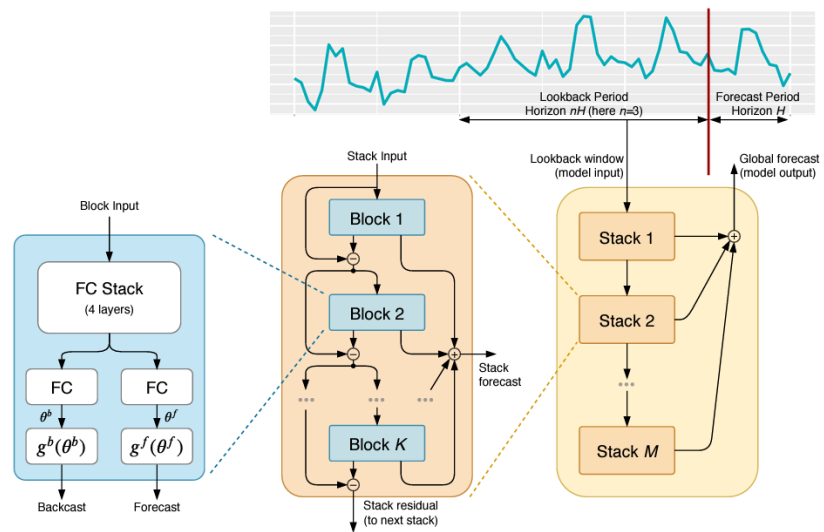 Lookback Period
Horizon nH (here n=3)
Forecast Period
Horizon H
Block Input
FC Stack
(4 layers)
FC
FC
θᵇ
θᶠ
gᵇ(θᵇ)
gᶠ(θᶠ)
Backcast
Forecast
Stack Input
Block 1
−
Block 2
−
+
Stack
forecast
•••
•••
•••
Block K
−
Stack residual
(to next stack)
Lookback window
(model input)
Global forecast
(model output)
Stack 1
+
Stack 2
•••
Stack M